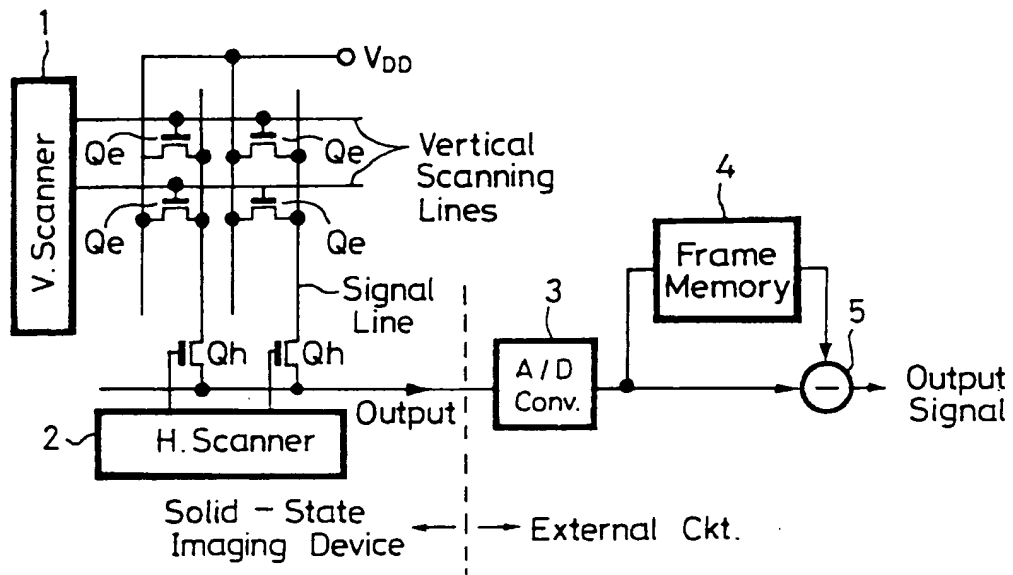 1
VDD
V. Scanner
Qe
Qe
Qe
Qe
Vertical
Scanning
Lines
Signal
Line
Qh
Qh
Output
2
H. Scanner
3
A/D
Conv.
4
Frame
Memory
5
−
Output
Signal
Solid - State
Imaging Device
External Ckt.